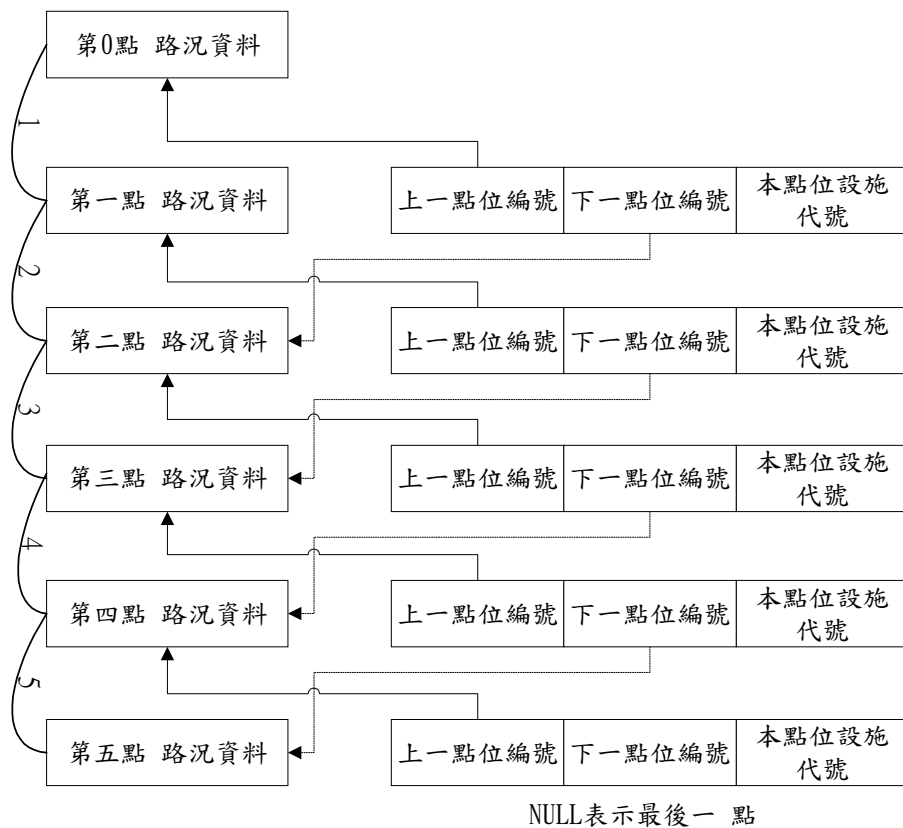 第0點 路況資料
1
第一點 路況資料
上一點位編號
下一點位編號
本點位設施
代號
2
第二點 路況資料
上一點位編號
下一點位編號
本點位設施
代號
3
第三點 路況資料
上一點位編號
下一點位編號
本點位設施
代號
4
第四點 路況資料
上一點位編號
下一點位編號
本點位設施
代號
5
第五點 路況資料
上一點位編號
下一點位編號
本點位設施
代號
NULL表示最後一 點